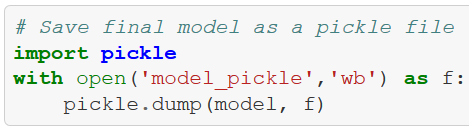 # Save final model as a pickle file
import pickle
with open('model_pickle','wb') as f:
    pickle.dump(model, f)